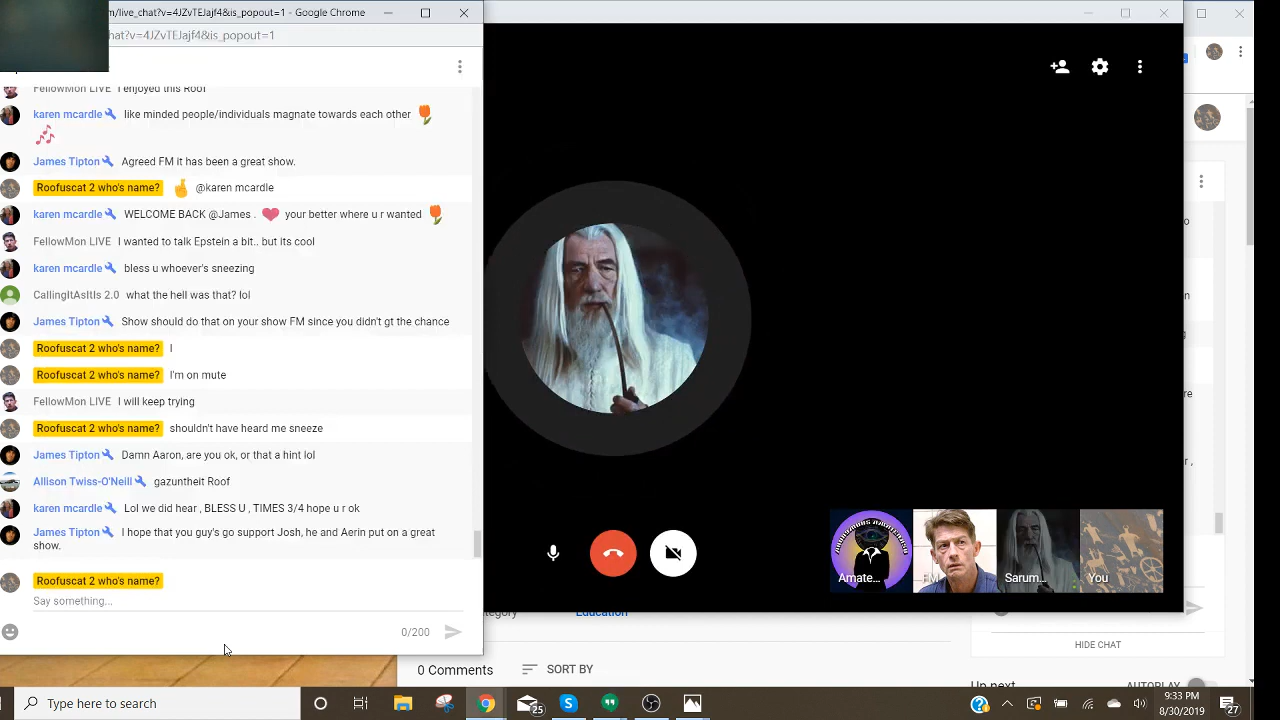 m/live_chat?v=4JZvTEJajf4&is_popout=1 - Google Chrome
hat?v=4JZvTEJajf4&is_popout=1
FellowMon LIVE I enjoyed this Roof
karen mcardle like minded people/individuals magnate towards each other 🌷
🎶
James Tipton Agreed FM it has been a great show.
Roofuscat 2 who's name? 🤞 @karen mcardle
karen mcardle WELCOME BACK @James . ❤ your better where u r wanted 🌷
FellowMon LIVE I wanted to talk Epstein a bit.. but its cool
karen mcardle bless u whoever's sneezing
CallingItAsItIs 2.0 what the hell was that? lol
James Tipton Show should do that on your show FM since you didn't gt the chance
Roofuscat 2 who's name? I
Roofuscat 2 who's name? I'm on mute
FellowMon LIVE I will keep trying
Roofuscat 2 who's name? shouldn't have heard me sneeze
James Tipton Damn Aaron, are you ok, or that a hint lol
Allison Twiss-O'Neill gazuntheit Roof
karen mcardle Lol we did hear , BLESS U , TIMES 3/4 hope u r ok
James Tipton I hope that you guy's go support Josh, he and Aerin put on a great
show.
Roofuscat 2 who's name?
Say something...
0/200
Amate... FM Sarum... You
tegory Education
HIDE CHAT
0 Comments SORT BY
Up next AUTOPLAY
Type here to search
25
9:33 PM
8/30/2019
27